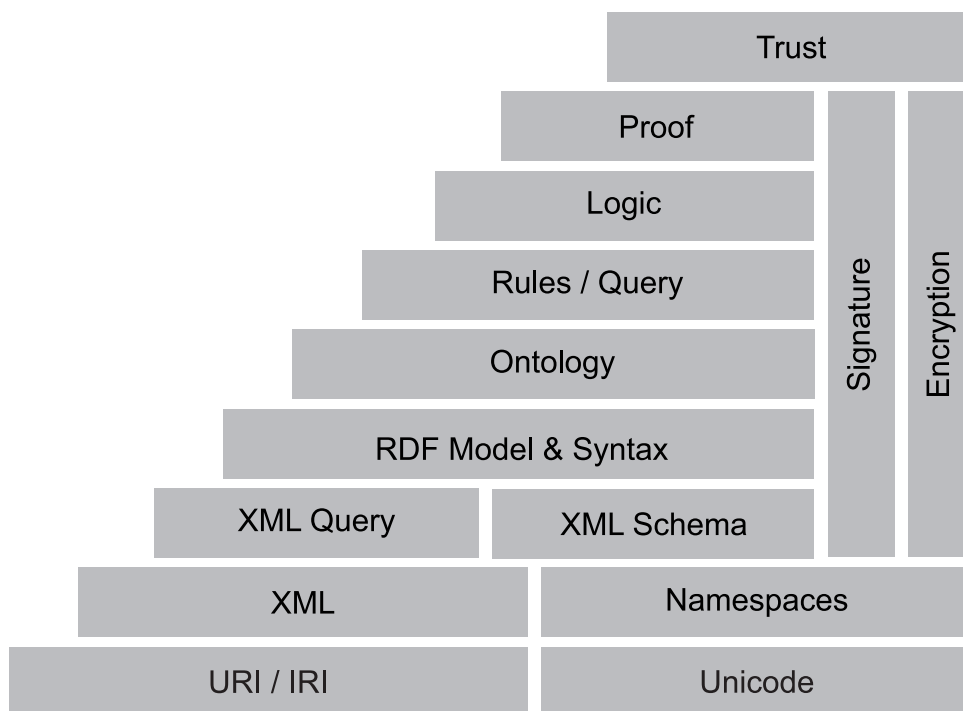 Trust
Proof
Logic
Rules / Query
Ontology
RDF Model & Syntax
XML Query
XML Schema
Signature
Encryption
XML
Namespaces
URI / IRI
Unicode